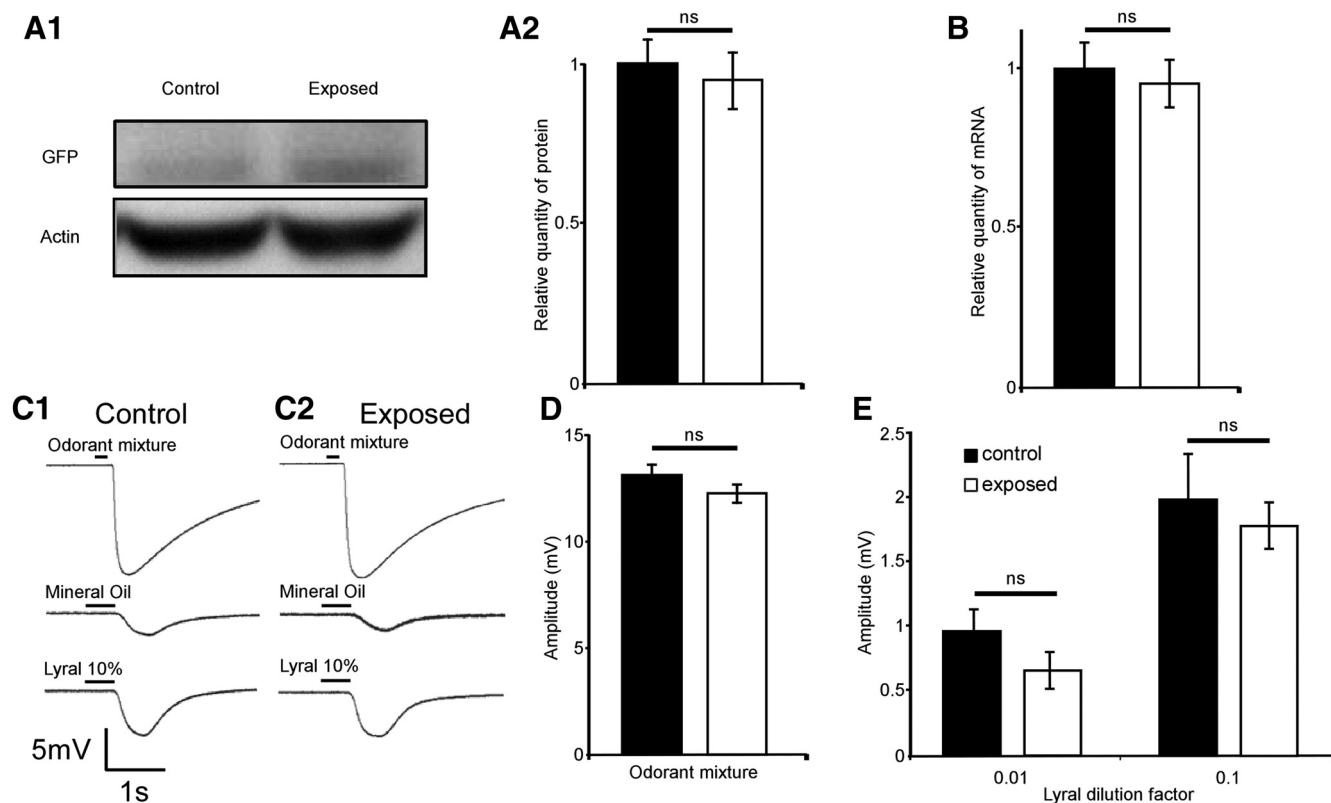 A1
Control Exposed
GFP
Actin
A2
ns
Relative quantity of protein
1
0.5
0
B
ns
Relative quantity of mRNA
1
0.5
0
C1 Control
Odorant mixture
Mineral Oil
Lyral 10%
5mV
1s
C2 Exposed
Odorant mixture
Mineral Oil
Lyral 10%
D
ns
Amplitude (mV)
15
10
5
0
Odorant mixture
E
control
exposed
ns
ns
Amplitude (mV)
2.5
2
1.5
1
0.5
0
0.01 0.1
Lyral dilution factor